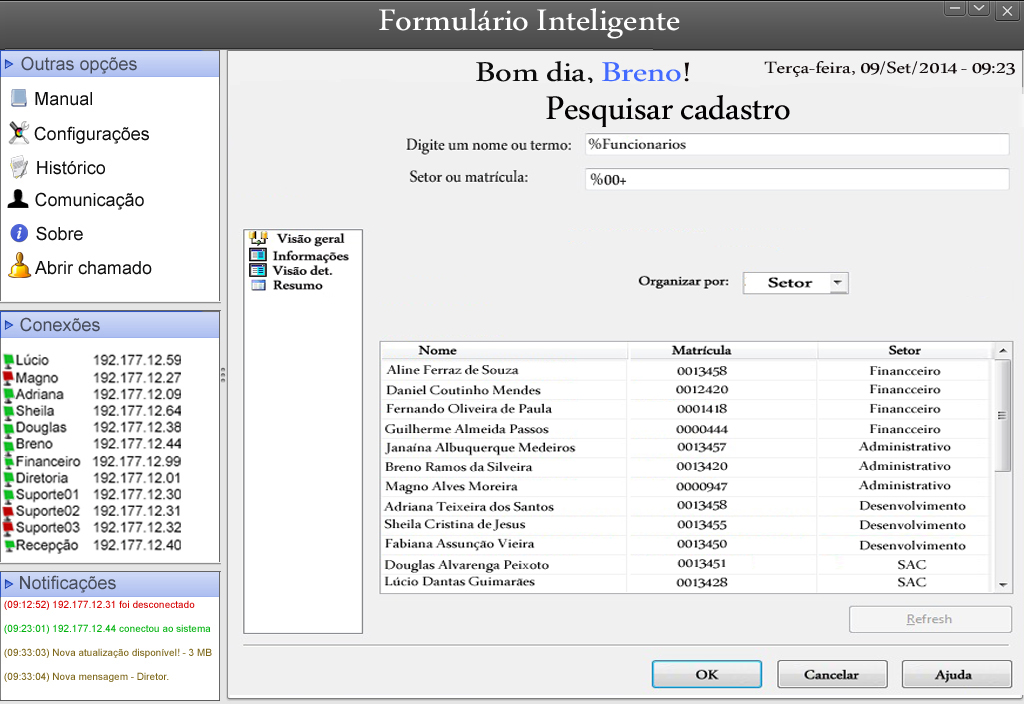 Formulário Inteligente
Outras opções
Manual
Configurações
Histórico
Comunicação
Sobre
Abrir chamado
Conexões
Lúcio 192.177.12.59
Magno 192.177.12.27
Adriana 192.177.12.09
Sheila 192.177.12.64
Douglas 192.177.12.38
Breno 192.177.12.44
Financeiro 192.177.12.99
Diretoria 192.177.12.01
Suporte01 192.177.12.30
Suporte02 192.177.12.31
Suporte03 192.177.12.32
Recepção 192.177.12.40
Notificações
(09:12:52) 192.177.12.31 foi desconectado
(09:23:01) 192.177.12.44 conectou ao sistema
(09:33:03) Nova atualização disponível! - 3 MB
(09:33:04) Nova mensagem - Diretor.
Bom dia, Breno!
Terça-feira, 09/Set/2014 - 09:23
Pesquisar cadastro
Digite um nome ou termo: %Funcionarios
Setor ou matrícula: %00+
Visão geral
Informações
Visão det.
Resumo
Organizar por: Setor
Nome Matrícula Setor
Aline Ferraz de Souza 0013458 Financceiro
Daniel Coutinho Mendes 0012420 Financceiro
Fernando Oliveira de Paula 0001418 Financceiro
Guilherme Almeida Passos 0000444 Financceiro
Janaína Albuquerque Medeiros 0013457 Administrativo
Breno Ramos da Silveira 0013420 Administrativo
Magno Alves Moreira 0000947 Administrativo
Adriana Teixeira dos Santos 0013458 Desenvolvimento
Sheila Cristina de Jesus 0013455 Desenvolvimento
Fabiana Assunção Vieira 0013450 Desenvolvimento
Douglas Alvarenga Peixoto 0013451 SAC
Lúcio Dantas Guimarães 0013428 SAC
Refresh
OK Cancelar Ajuda